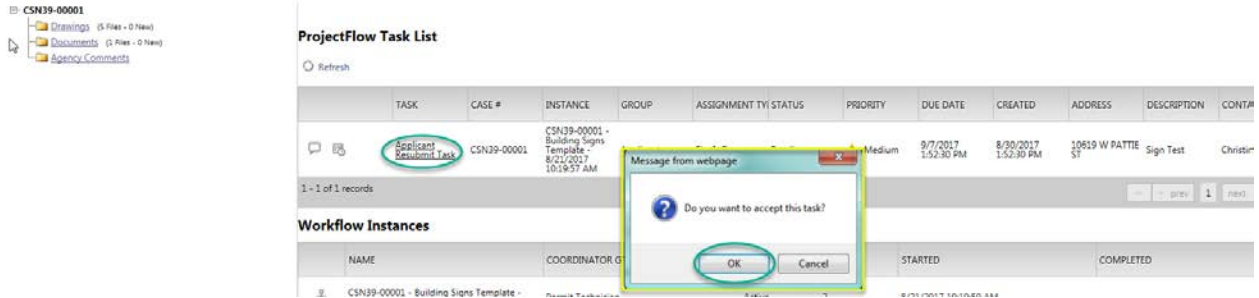 CSN39-00001
Drawings (5 Files - 0 New)
Documents (1 Files - 0 New)
Agency Comments
ProjectFlow Task List
Refresh
TASK CASE # INSTANCE GROUP ASSIGNMENT TY STATUS PRIORITY DUE DATE CREATED ADDRESS DESCRIPTION CONTA
Applicant
Resubmit Task
CSN39-00001
CSN39-00001 -
Building Signs
Template -
8/21/2017
10:19:57 AM
Medium
9/7/2017
1:52:30 PM
8/30/2017
1:52:30 PM
10619 W PATTIE
ST
Sign Test
Christin
1 - 1 of 1 records
prev 1 next
Message from webpage
x
Do you want to accept this task?
OK Cancel
Workflow Instances
NAME COORDINATOR G STARTED COMPLETED
CSN39-00001 - Building Signs Template -
Permit Technician
Active
2
8/21/2017 10:19:59 AM